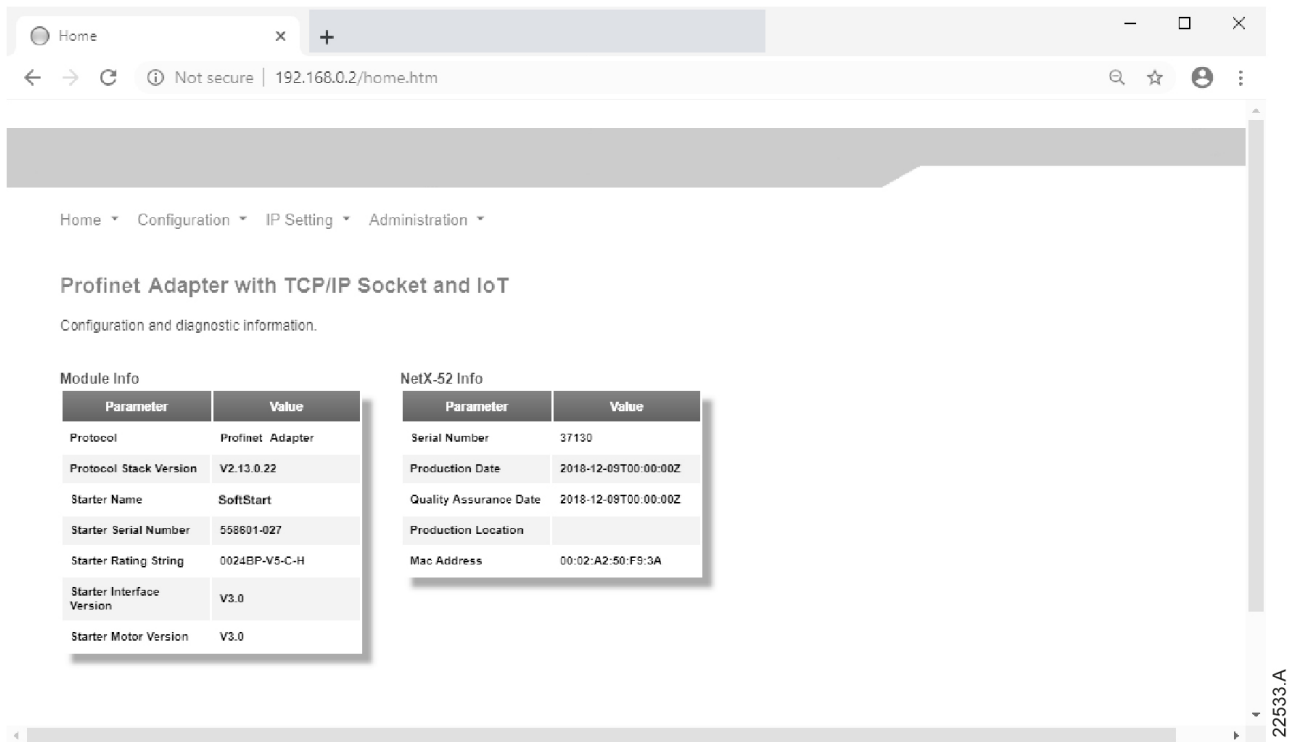 Home
Not secure | 192.168.0.2/home.htm
Home Configuration IP Setting Administration
Profinet Adapter with TCP/IP Socket and IoT
Configuration and diagnostic information.
Module Info
Parameter Value
Protocol Profinet Adapter
Protocol Stack Version V2.13.0.22
Starter Name SoftStart
Starter Serial Number 558601-027
Starter Rating String 0024BP-V5-C-H
Starter Interface
Version V3.0
Starter Motor Version V3.0
NetX-52 Info
Parameter Value
Serial Number 37130
Production Date 2018-12-09T00:00:00Z
Quality Assurance Date 2018-12-09T00:00:00Z
Production Location
Mac Address 00:02:A2:50:F9:3A
22533.A